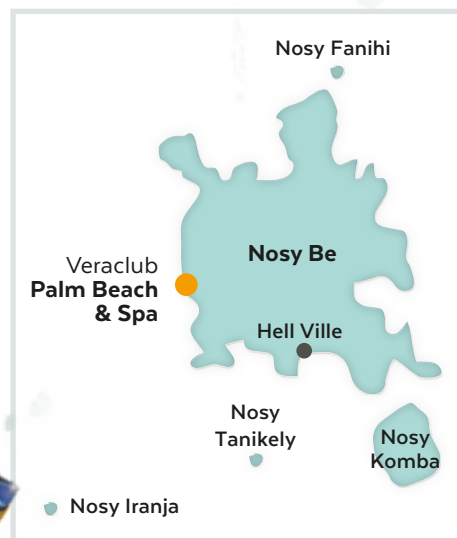 Nosy Fanihi
Nosy Be
Veraclub
Palm Beach
& Spa
Hell Ville
Nosy
Tanikely
Nosy
Komba
Nosy Iranja